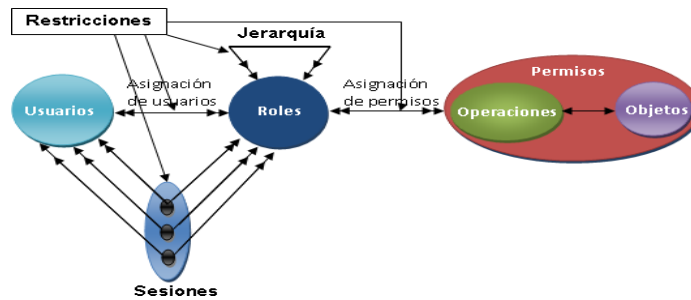 Restricciones
Jerarquía
Permisos
Asignación
de usuarios
Asignación
de permisos
Usuarios
Roles
Operaciones
Objetos
Sesiones